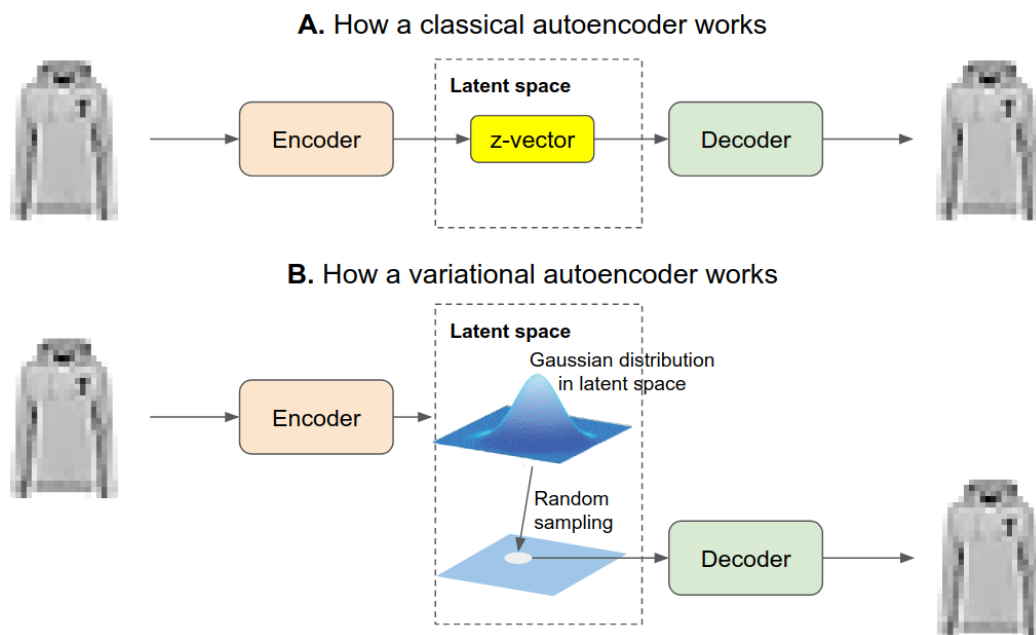 A. How a classical autoencoder works
Latent space
Encoder
z-vector
Decoder
B. How a variational autoencoder works
Latent space
Gaussian distribution
in latent space
Encoder
Random
sampling
Decoder